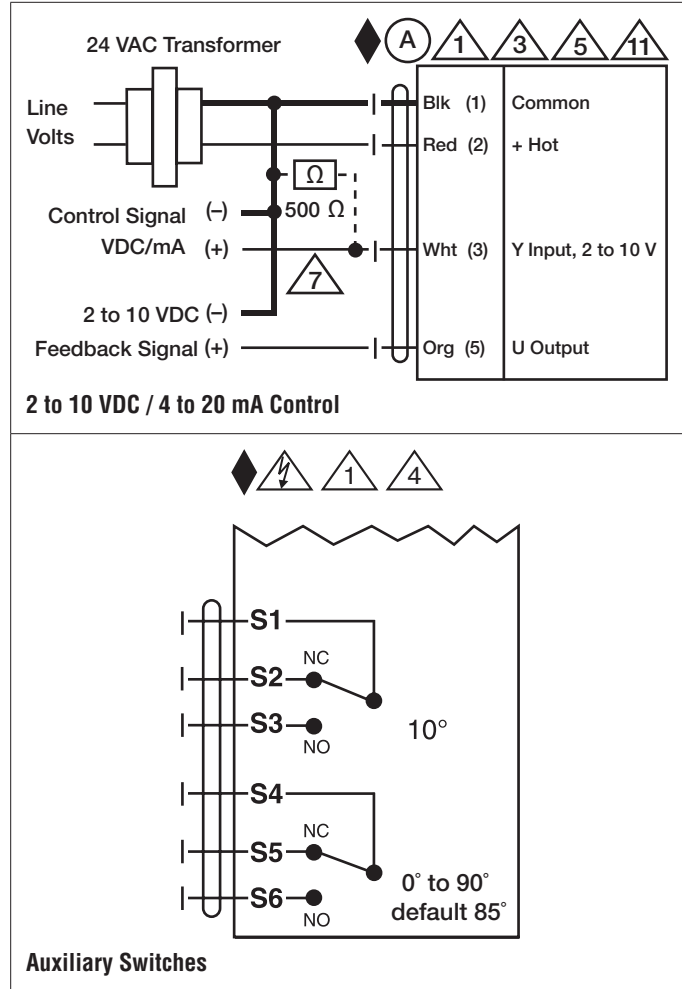 24 VAC Transformer
A 1 3 5 11
Line
Volts
Blk (1) Common
Red (2) + Hot
Ω
500 Ω
Control Signal (–)
VDC/mA (+)
Wht (3) Y Input, 2 to 10 V
7
2 to 10 VDC (–)
Feedback Signal (+)
Org (5) U Output
2 to 10 VDC / 4 to 20 mA Control
1 4
S1
NC
S2
S3
NO
10°
S4
NC
S5
S6
NO
0° to 90°
default 85°
Auxiliary Switches